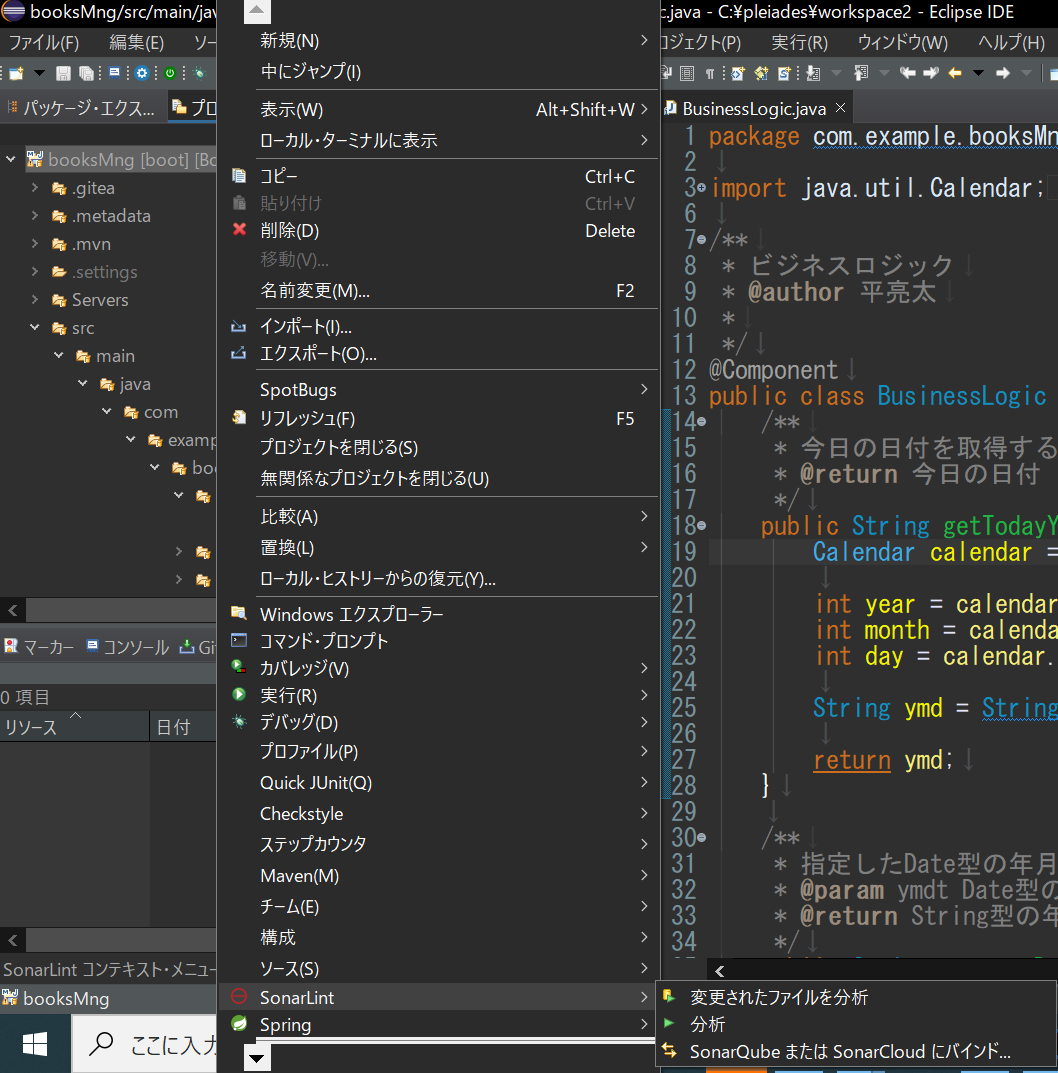 booksMng/src/main/jav
c.java - C:¥pleiades¥workspace2 - Eclipse IDE
ファイル(F) 編集(E) ソー
ロジェクト(P) 実行(R) ウィンドウ(W) ヘルプ(H)
パッケージ・エクス... プロ
booksMng [boot] [Bo
.gitea
.metadata
.mvn
.settings
Servers
src
main
java
com
examp
boo
マーカー コンソール Gi
0 項目
リソース 日付
SonarLint コンテキスト・メニュー
booksMng
ここに入力
新規(N)
中にジャンプ(I)
表示(W) Alt+Shift+W
ローカル・ターミナルに表示
コピー Ctrl+C
貼り付け Ctrl+V
削除(D) Delete
移動(V)...
名前変更(M)... F2
インポート(I)...
エクスポート(O)...
SpotBugs
リフレッシュ(F) F5
プロジェクトを閉じる(S)
無関係なプロジェクトを閉じる(U)
比較(A)
置換(L)
ローカル・ヒストリーからの復元(Y)...
Windows エクスプローラー
コマンド・プロンプト
カバレッジ(V)
実行(R)
デバッグ(D)
プロファイル(P)
Quick JUnit(Q)
Checkstyle
ステップカウンタ
Maven(M)
チーム(E)
構成
ソース(S)
SonarLint
Spring
変更されたファイルを分析
分析
SonarQube または SonarCloud にバインド...
BusinessLogic.java
1 package com.example.booksMn
2
3 import java.util.Calendar;
6
7 /**
8 * ビジネスロジック
9 * @author 平亮太
10 *
11 */
12 @Component
13 public class BusinessLogic
14 /**
15 * 今日の日付を取得する
16 * @return 今日の日付
17 */
18 public String getTodayY
19 Calendar calendar =
20
21 int year = calendar
22 int month = calenda
23 int day = calendar.
24
25 String ymd = String
26
27 return ymd;
28 }
29
30 /**
31 * 指定したDate型の年月
32 * @param ymdt Date型の
33 * @return String型の年
34 */